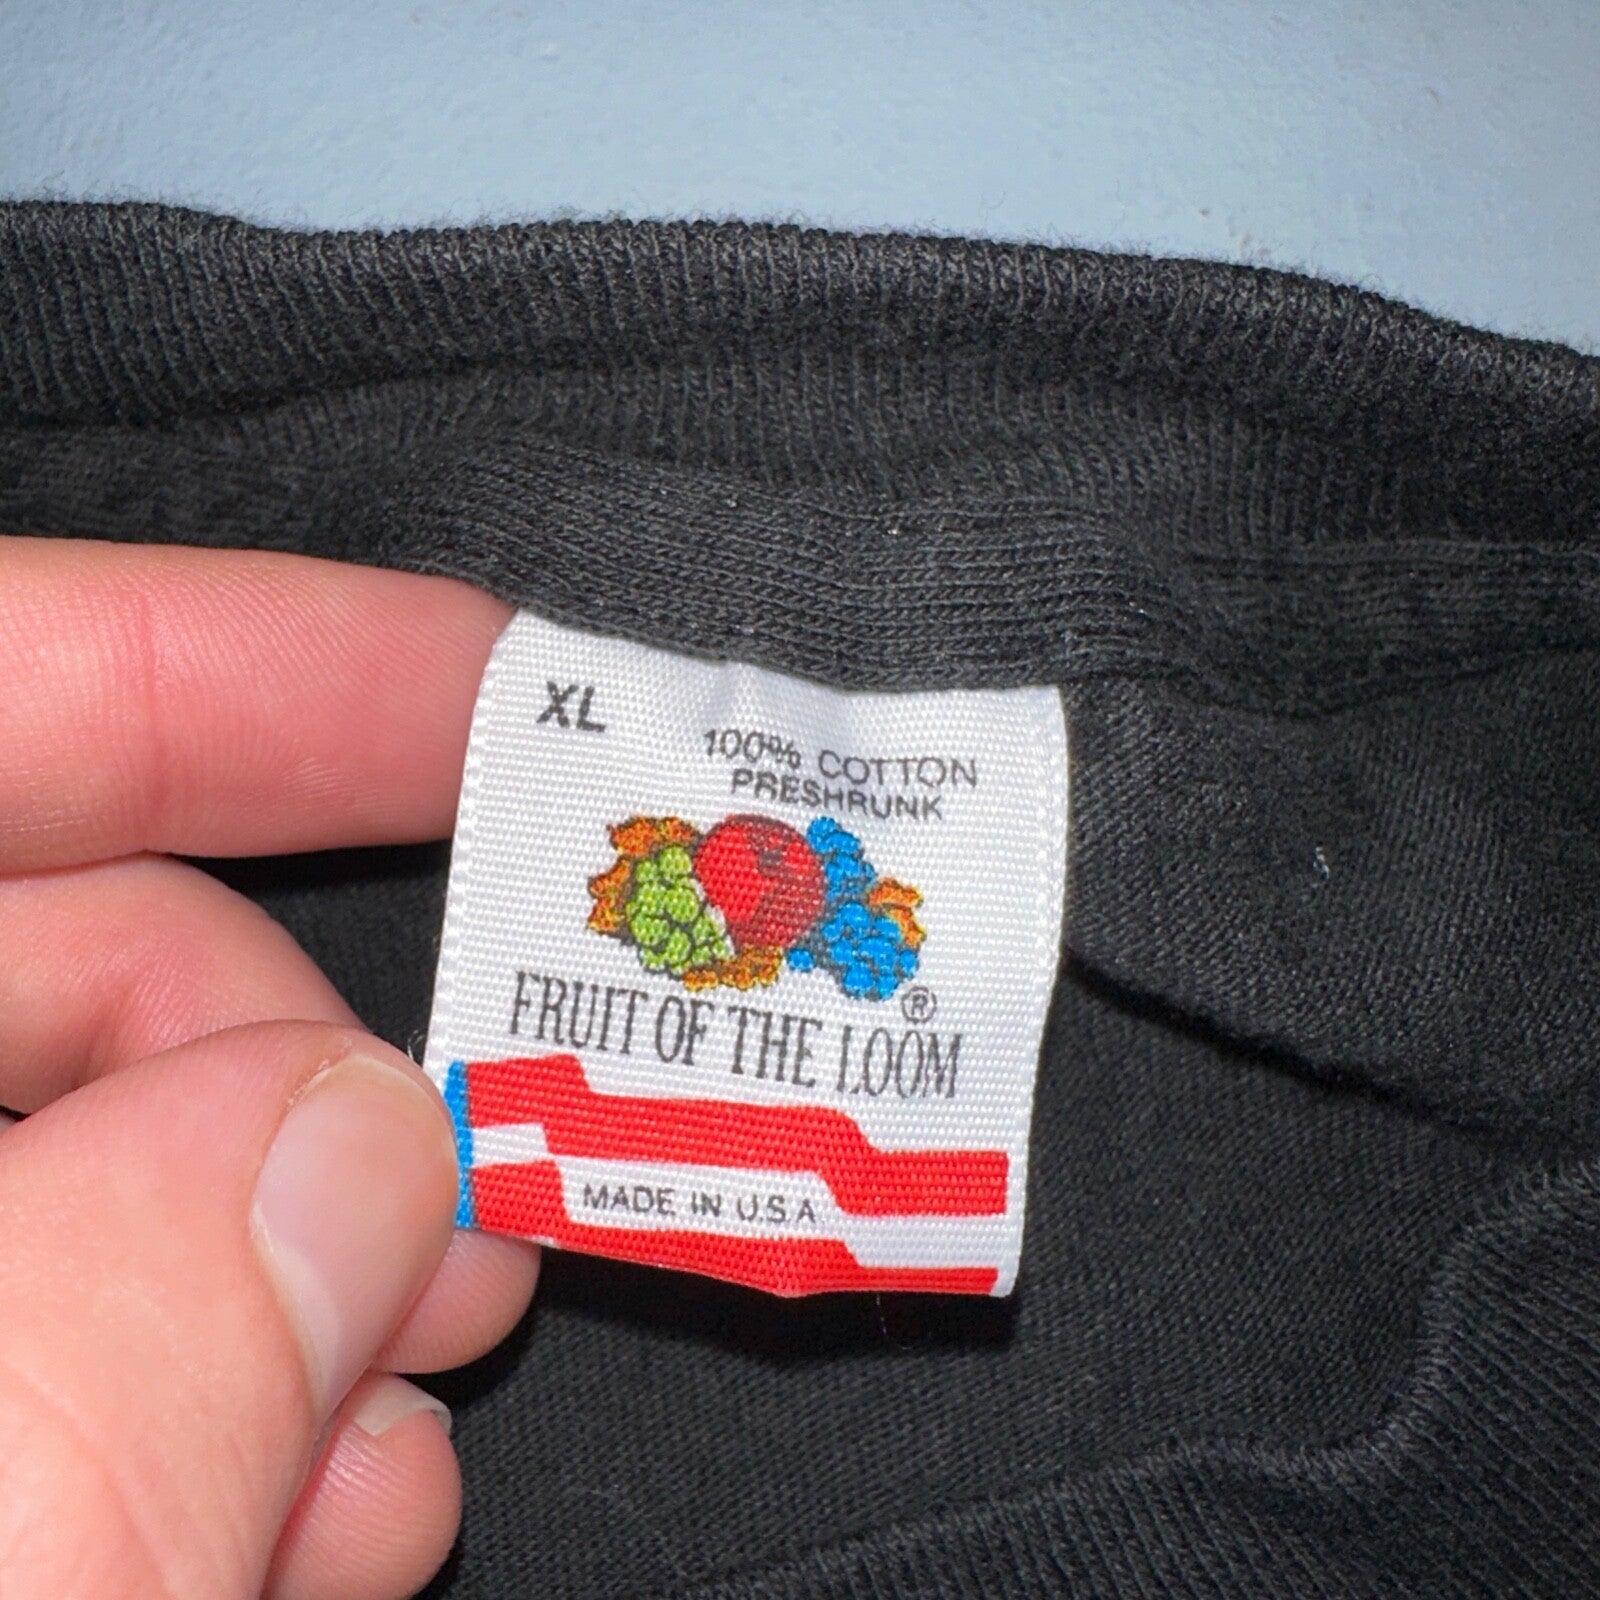 XL
100% COTTON
PRESHRUNK
FRUIT OF THE LOOM ®
MADE IN U.S.A